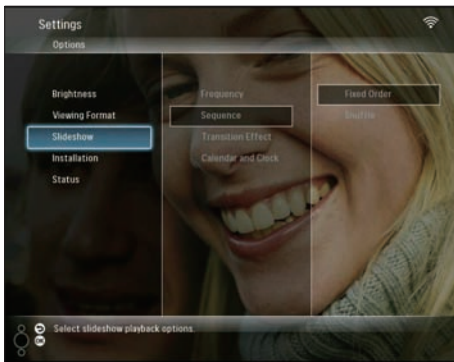 Settings
Options
Brightness
Viewing Format
Slideshow
Installation
Status
Frequency
Sequence
Transition Effect
Calendar and Clock
Fixed Order
Shuffle
OK
Select slideshow playback options.